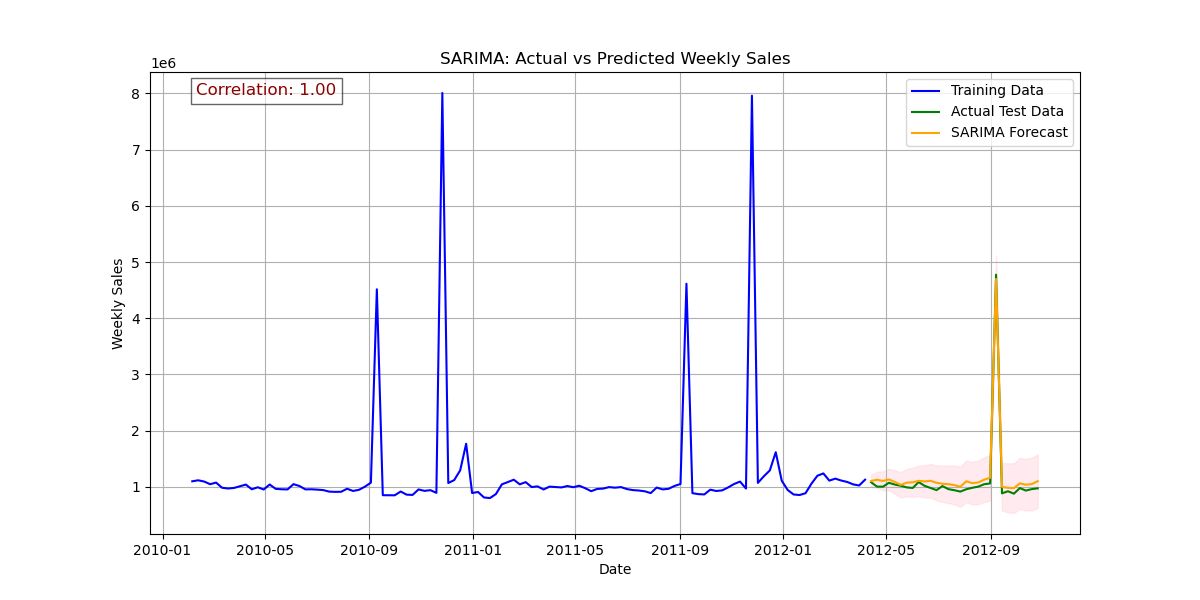 SARIMA: Actual vs Predicted Weekly Sales
1e6
Correlation: 1.00
Training Data
Actual Test Data
SARIMA Forecast
8
7
6
5
4
3
2
1
Weekly Sales
2010-01 2010-05 2010-09 2011-01 2011-05 2011-09 2012-01 2012-05 2012-09
Date